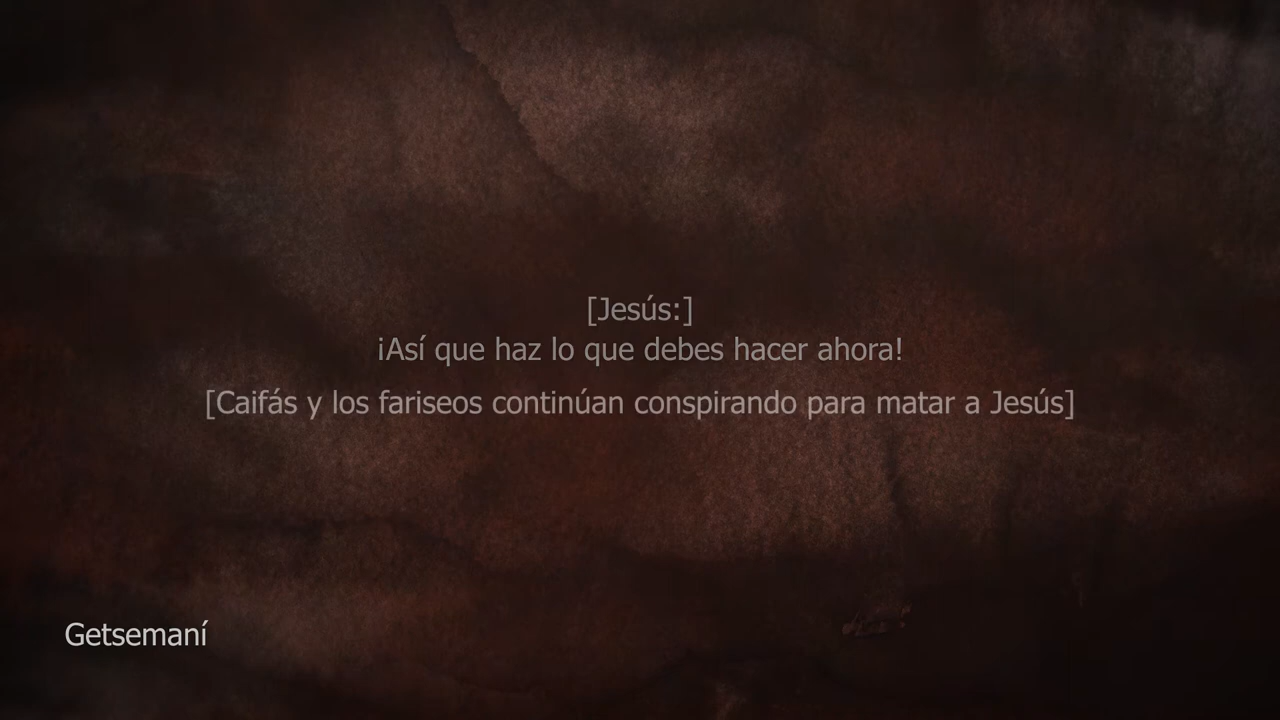 [Jesús:]
¡Así que haz lo que debes hacer ahora!
[Caifás y los fariseos continúan conspirando para matar a Jesús]
Getsemaní